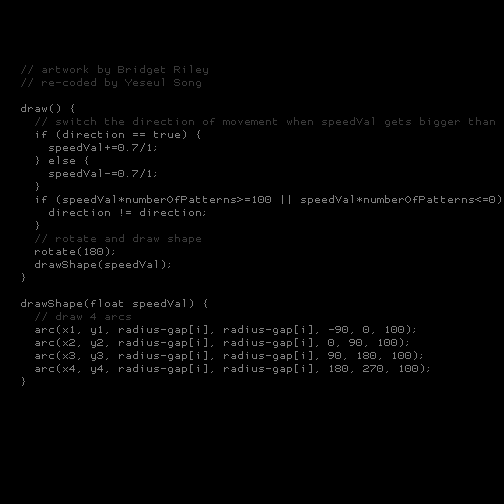 // artwork by Bridget Riley
// re-coded by Yeseul Song
draw() {
// switch the direction of movement when speedVal gets bigger than
if (direction == true) {
speedVal+=0.7/1;
} else {
speedVal-=0.7/1;
}
if (speedVal*numberOfPatterns>=100 || speedVal*numberOfPatterns<=0)
direction != direction;
}
// rotate and draw shape
rotate(180);
drawShape(speedVal);
}
drawShape(float speedVal) {
// draw 4 arcs
arc(x1, y1, radius-gap[i], radius-gap[i], -90, 0, 100);
arc(x2, y2, radius-gap[i], radius-gap[i], 0, 90, 100);
arc(x3, y3, radius-gap[i], radius-gap[i], 90, 180, 100);
arc(x4, y4, radius-gap[i], radius-gap[i], 180, 270, 100);
}